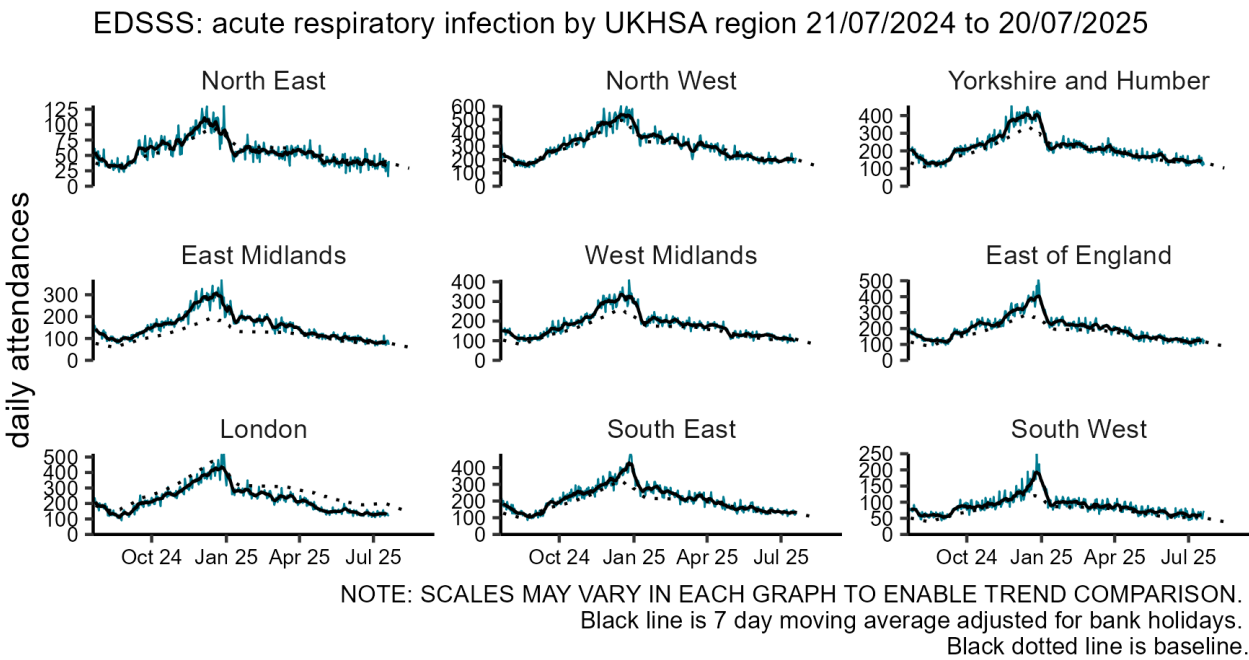 EDSSS: acute respiratory infection by UKHSA region 21/07/2024 to 20/07/2025
daily attendances
North East
125
100
75
50
25
0
North West
600
500
400
300
200
100
0
Yorkshire and Humber
400
300
200
100
0
East Midlands
300
200
100
0
West Midlands
400
300
200
100
0
East of England
500
400
300
200
100
0
London
500
400
300
200
100
0
Oct 24 Jan 25 Apr 25 Jul 25
South East
400
300
200
100
0
Oct 24 Jan 25 Apr 25 Jul 25
South West
250
200
150
100
50
0
Oct 24 Jan 25 Apr 25 Jul 25
NOTE: SCALES MAY VARY IN EACH GRAPH TO ENABLE TREND COMPARISON.
Black line is 7 day moving average adjusted for bank holidays.
Black dotted line is baseline.